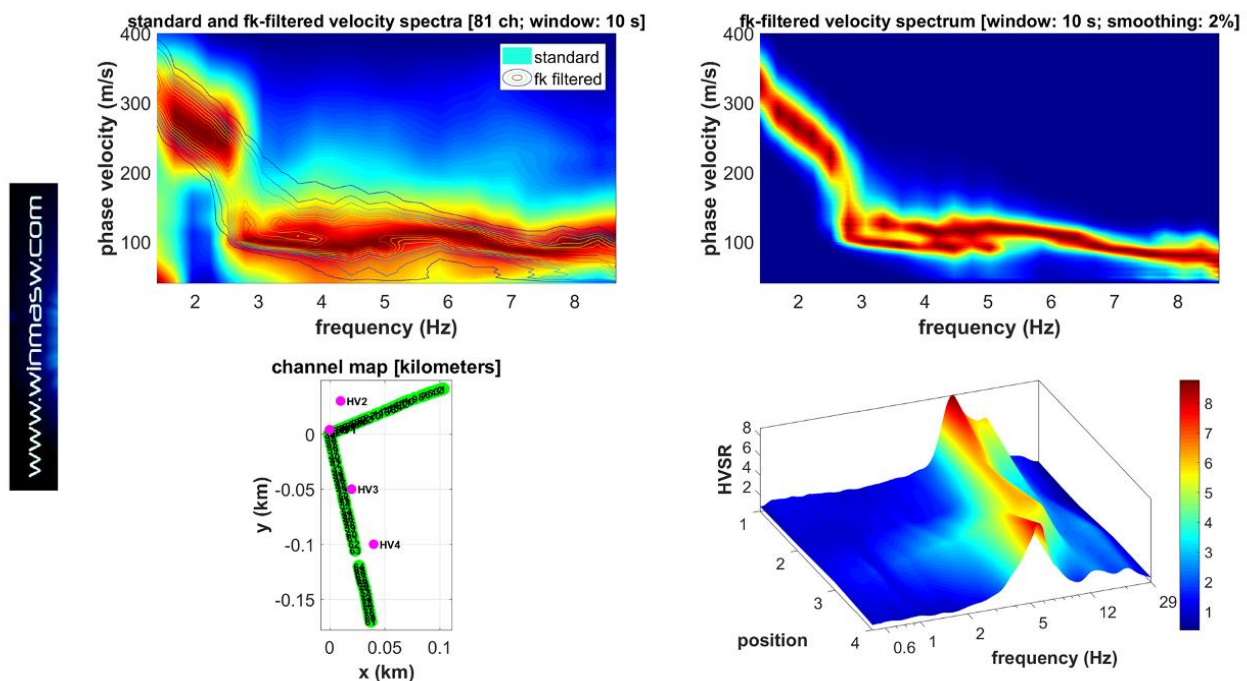 standard and fk-filtered velocity spectra [81 ch; window: 10 s]
400
300
200
100
phase velocity (m/s)
standard
fk filtered
2 3 4 5 6 7 8
frequency (Hz)
fk-filtered velocity spectrum [window: 10 s; smoothing: 2%]
400
300
200
100
phase velocity (m/s)
2 3 4 5 6 7 8
frequency (Hz)
www.winmasw.com
channel map [kilometers]
HV2
HV3
HV4
0
-0.05
-0.1
-0.15
y (km)
0 0.05 0.1
x (km)
8
6
4
2
HVSR
1
2
3
4
position
0.6 1 2 5 12 29
frequency (Hz)
8
7
6
5
4
3
2
1